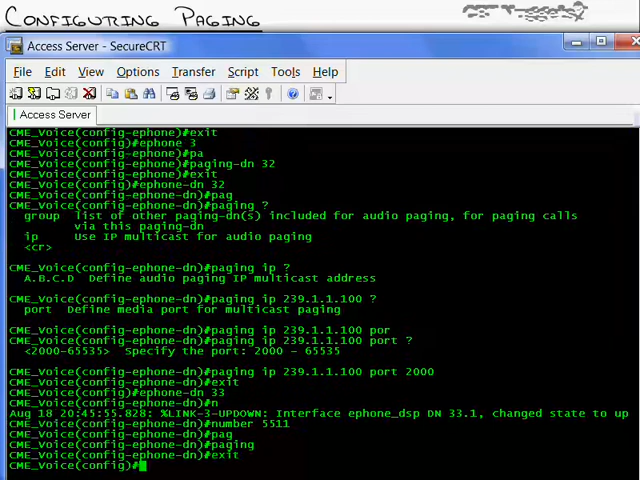 CONFIGURING PAGING
Access Server - SecureCRT
File Edit View Options Transfer Script Tools Help
Access Server
CME_Voice(config-ephone)#exit
CME_Voice(config)#ephone 3
CME_Voice(config-ephone)#pa
CME_Voice(config-ephone)#paging-dn 32
CME_Voice(config-ephone)#exit
CME_Voice(config)#ephone-dn 32
CME_Voice(config-ephone-dn)#pag
CME_Voice(config-ephone-dn)#paging ?
group list of other paging-dn(s) included for audio paging, for paging calls
via this paging-dn
ip Use IP multicast for audio paging
<cr>
CME_Voice(config-ephone-dn)#paging ip ?
A.B.C.D Define audio paging IP multicast address
CME_Voice(config-ephone-dn)#paging ip 239.1.1.100 ?
port Define media port for multicast paging
CME_Voice(config-ephone-dn)#paging ip 239.1.1.100 por
CME_Voice(config-ephone-dn)#paging ip 239.1.1.100 port ?
<2000-65535> Specify the port: 2000 - 65535
CME_Voice(config-ephone-dn)#paging ip 239.1.1.100 port 2000
CME_Voice(config-ephone-dn)#exit
CME_Voice(config)#ephone-dn 33
CME_Voice(config-ephone-dn)#n
Aug 18 20:45:55.828: %LINK-3-UPDOWN: Interface ephone_dsp DN 33.1, changed state to up
CME_Voice(config-ephone-dn)#number 5511
CME_Voice(config-ephone-dn)#pag
CME_Voice(config-ephone-dn)#paging
CME_Voice(config-ephone-dn)#exit
CME_Voice(config)#